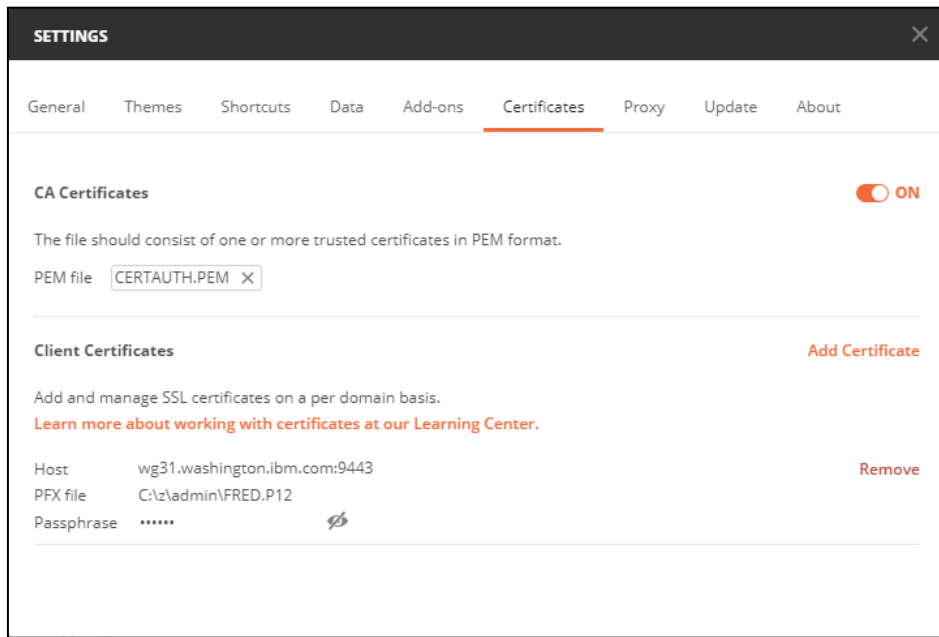 SETTINGS
General Themes Shortcuts Data Add-ons Certificates Proxy Update About
CA Certificates ON
The file should consist of one or more trusted certificates in PEM format.
PEM file CERTAUTH.PEM
Client Certificates Add Certificate
Add and manage SSL certificates on a per domain basis.
Learn more about working with certificates at our Learning Center.
Host wg31.washington.ibm.com:9443 Remove
PFX file C:\z\admin\FRED.P12
Passphrase ••••••